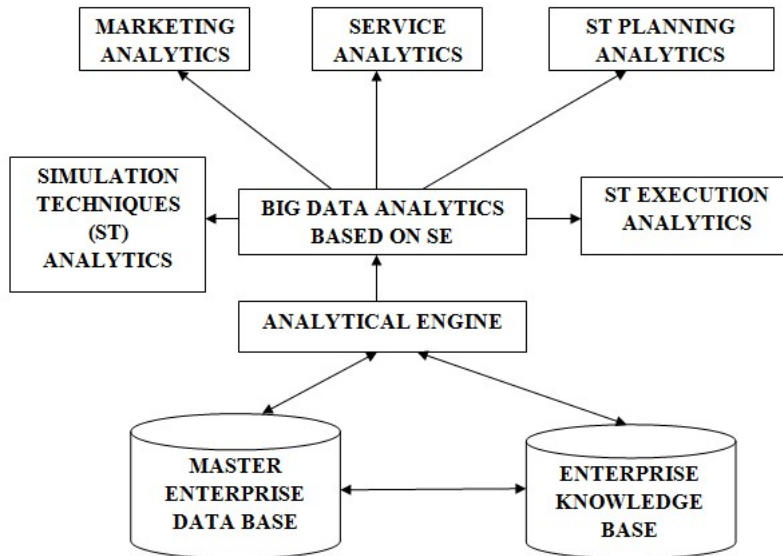 MARKETING
ANALYTICS
SERVICE
ANALYTICS
ST PLANNING
ANALYTICS
SIMULATION
TECHNIQUES
(ST)
ANALYTICS
BIG DATA ANALYTICS
BASED ON SE
ST EXECUTION
ANALYTICS
ANALYTICAL ENGINE
MASTER
ENTERPRISE
DATA BASE
ENTERPRISE
KNOWLEDGE
BASE